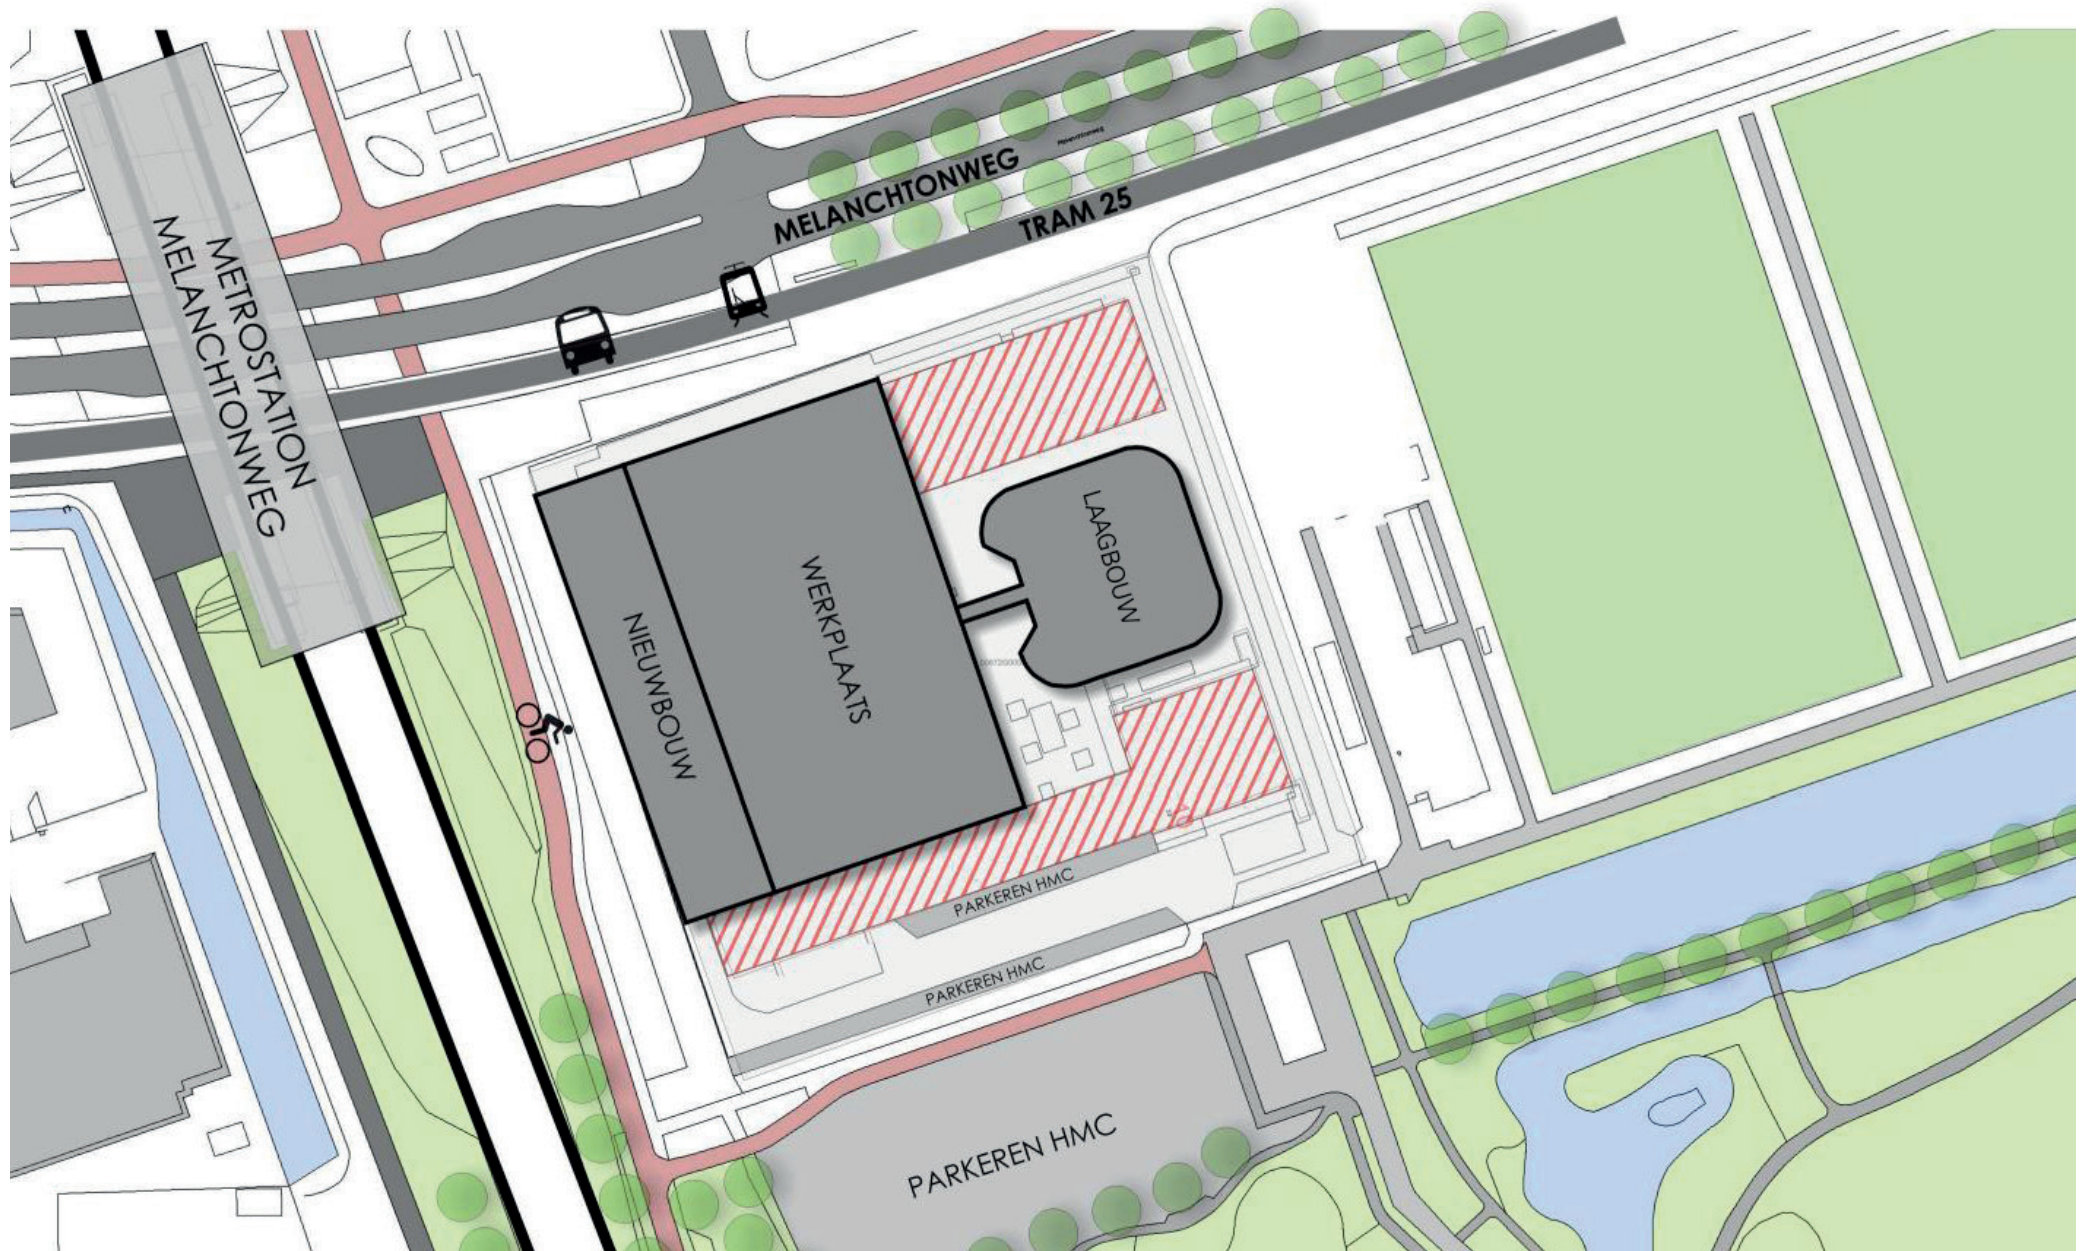 MELANCHTONWEG
TRAM 25
METROSTATION
MELANCHTONWEG
LAAGBOUW
WERKPLAATS
NIEUWBOUW
PARKEREN HMC
PARKEREN HMC
PARKEREN HMC